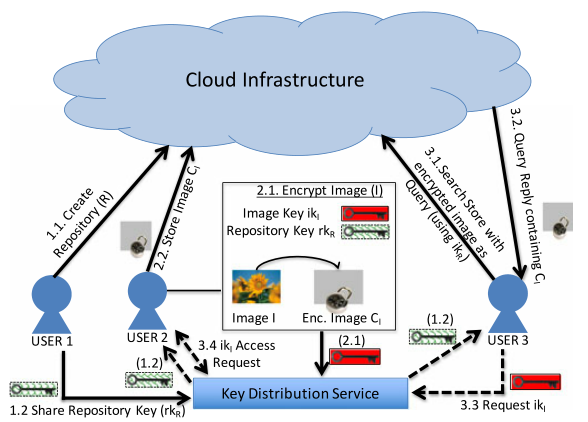 Cloud Infrastructure
1.1. Create
Repository (R)
2.2. Store Image C_I
2.1. Encrypt Image (I)
Image Key ik_I
Repository Key rk_R
Image I
Enc. Image C_I
3.1.Search Store with
encrypted image as
Query (using ik_R)
3.2. Query Reply containing C_I
USER 1
USER 2
USER 3
(1.2)
3.4 ik_I Access
Request
(2.1)
(1.2)
1.2 Share Repository Key (rk_R)
Key Distribution Service
3.3 Request ik_I